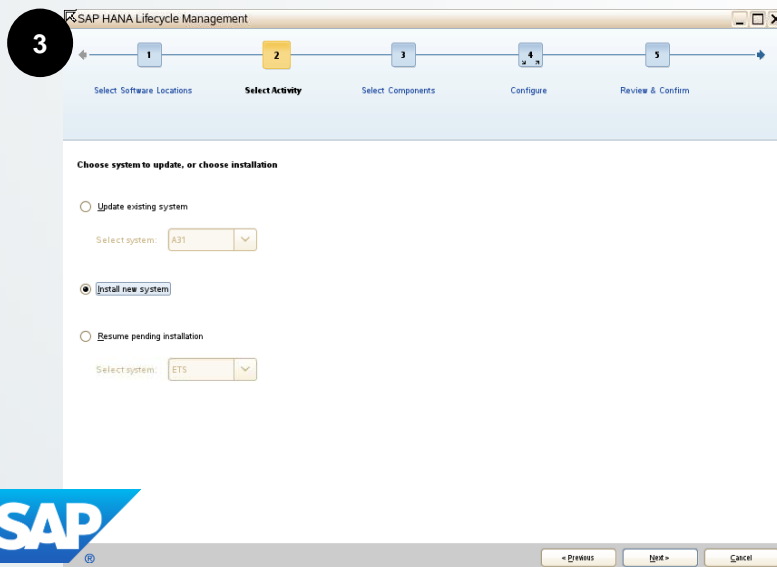 3
SAP HANA Lifecycle Management
1
2
3
4
5
Select Software Locations
Select Activity
Select Components
Configure
Review & Confirm
Choose system to update, or choose installation
Update existing system
Select system: A31
Install new system
Resume pending installation
Select system: ETS
SAP
®
< Previous
Next >
Cancel